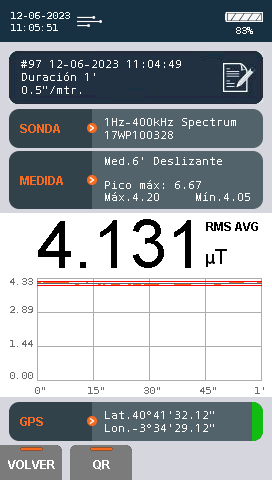 12-06-2023
11:05:51
83%
#97 12-06-2023 11:04:49
Duración 1'
0.5"/mtr.
SONDA
1Hz-400kHz Spectrum
17WP100328
MEDIDA
Med.6' Deslizante
Pico máx: 6.67
Máx.4.20 Mín.4.05
4.131 RMS AVG
µT
4.33
2.89
1.44
0.00
0" 15" 30" 45" 1'
GPS
Lat.40°41'32.12"
Lon.-3°34'29.12"
VOLVER QR